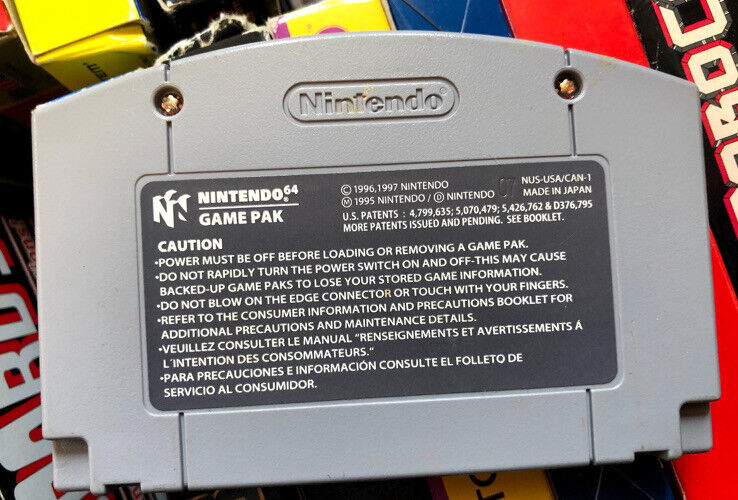 Nintendo
NINTENDO 64
GAME PAK
© 1996,1997 NINTENDO
Ⓜ 1995 NINTENDO / Ⓓ NINTENDO
07
NUS-USA/CAN-1
MADE IN JAPAN
U.S. PATENTS : 4,799,635; 5,070,479; 5,426,762 & D376,795
MORE PATENTS ISSUED AND PENDING. SEE BOOKLET.
CAUTION
•POWER MUST BE OFF BEFORE LOADING OR REMOVING A GAME PAK.
•DO NOT RAPIDLY TURN THE POWER SWITCH ON AND OFF-THIS MAY CAUSE
BACKED-UP GAME PAKS TO LOSE YOUR STORED GAME INFORMATION.
•DO NOT BLOW ON THE EDGE CONNECTOR OR TOUCH WITH YOUR FINGERS.
•REFER TO THE CONSUMER INFORMATION AND PRECAUTIONS BOOKLET FOR
ADDITIONAL PRECAUTIONS AND MAINTENANCE DETAILS.
•VEUILLEZ CONSULTER LE MANUAL "RENSEIGNEMENTS ET AVERTISSEMENTS Á
L'INTENTION DES CONSOMMATEURS."
•PARA PRECAUCIONES E INFORMACIÓN CONSULTE EL FOLLETO DE
SERVICIO AL CONSUMIDOR.